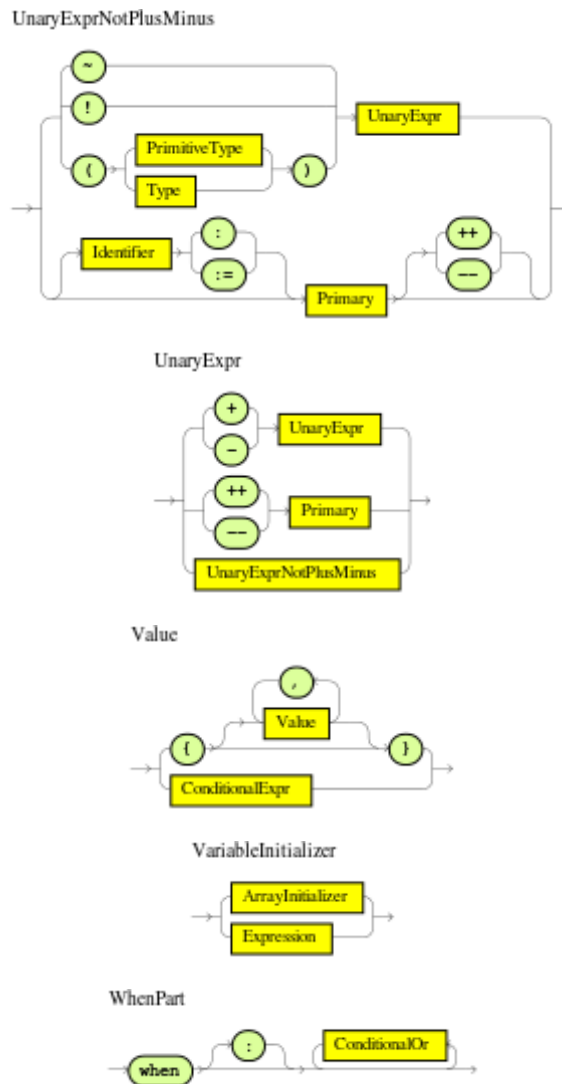 UnaryExprNotPlusMinus
~
!
UnaryExpr
( PrimitiveType )
Type
Identifier : ++
:= --
Primary
UnaryExpr
+ UnaryExpr
-
++ Primary
--
UnaryExprNotPlusMinus
Value
,
Value
{ }
ConditionalExpr
VariableInitializer
ArrayInitializer
Expression
WhenPart
: ConditionalOr
when